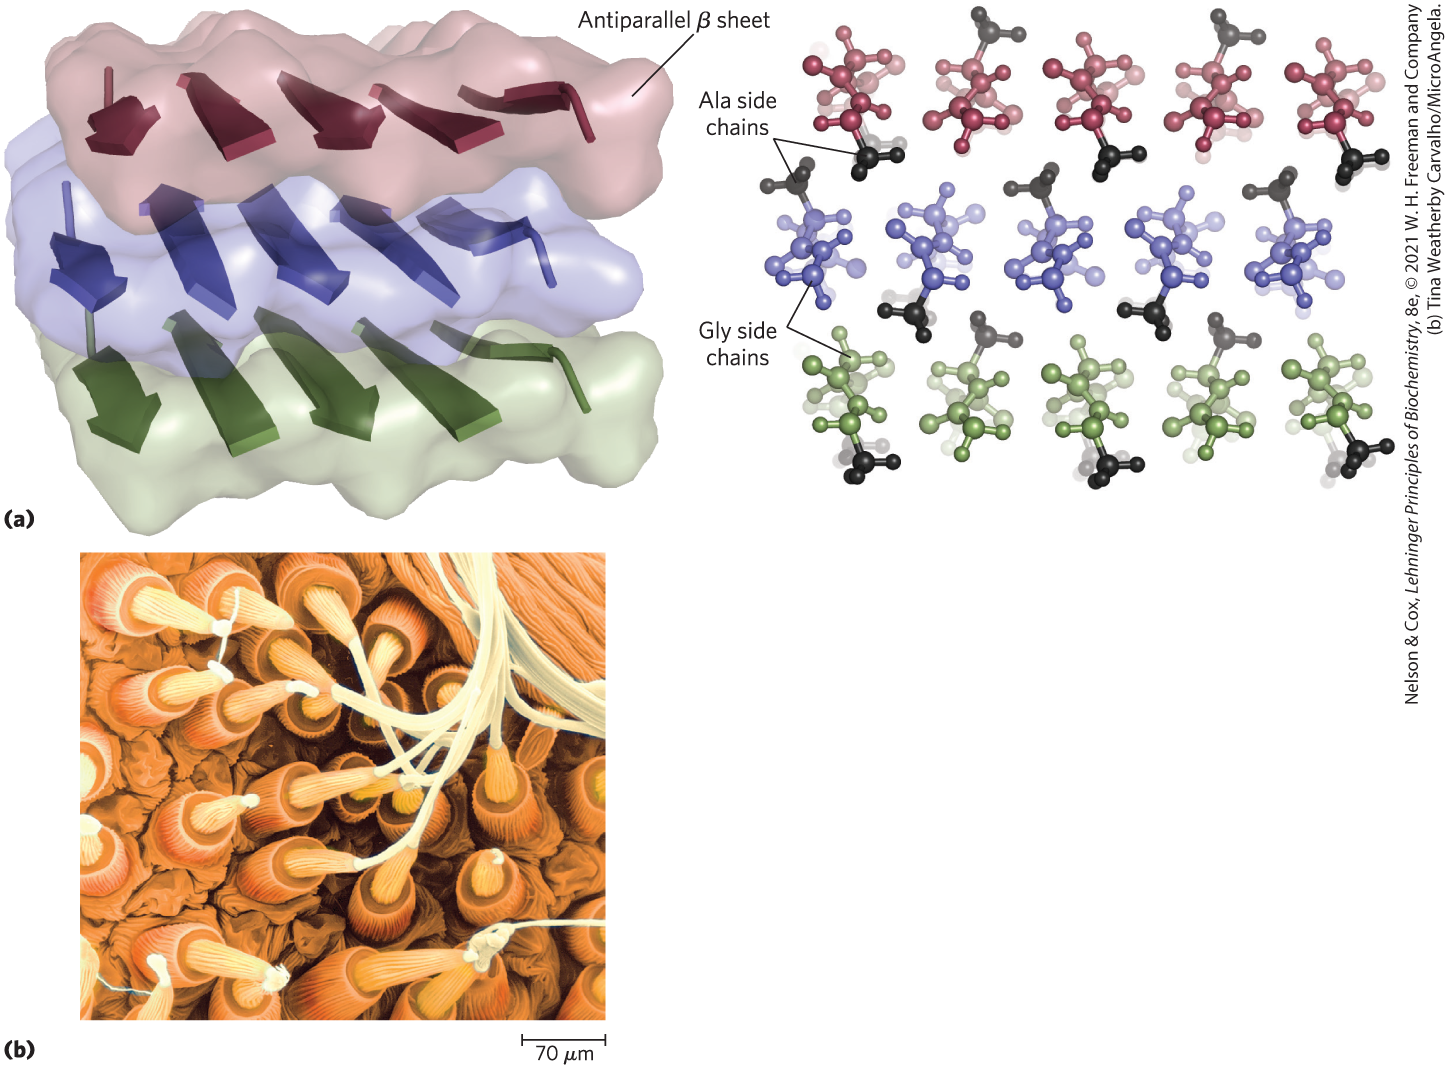 Antiparallel β sheet
Ala side
chains
Gly side
chains
(a)
(b)
70 μm
Nelson & Cox, Lehninger Principles of Biochemistry, 8e, © 2021 W. H. Freeman and Company
(b) Tina Weatherby Carvalho//MicroAngela.